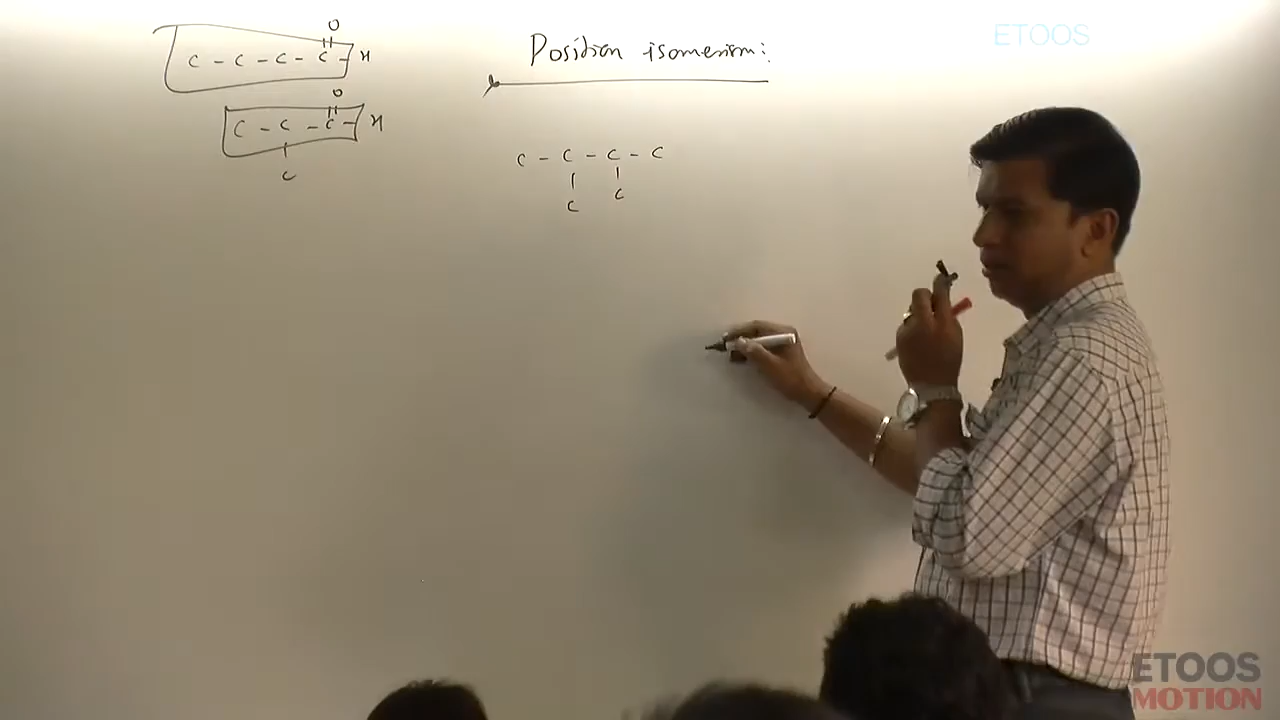 O
C - C - C - C - H
O
C - C - C - H
C
Position isomerism:
C - C - C - C
C C
ETOOS
ETOOS
MOTION